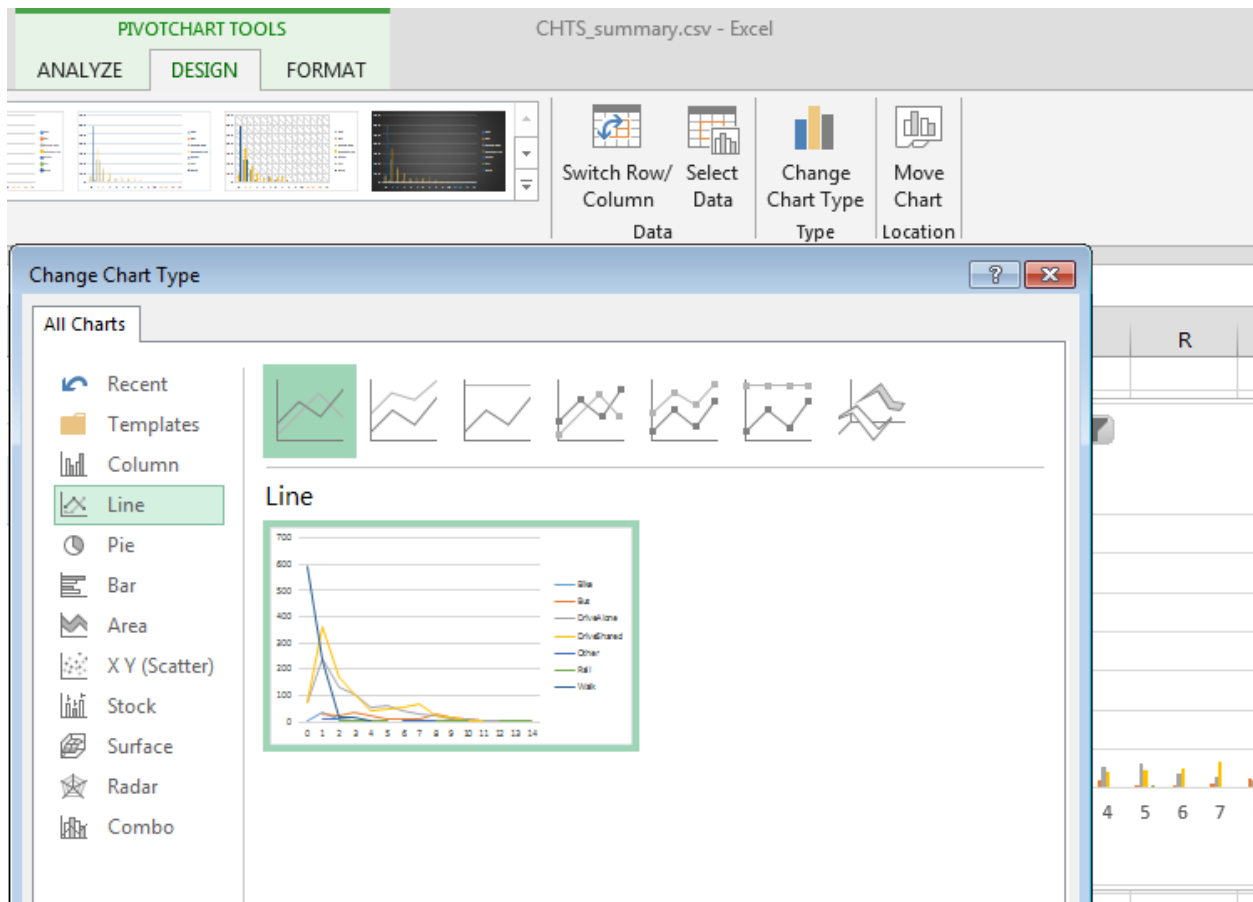 PIVOTCHART TOOLS
CHTS_summary.csv - Excel
ANALYZE
DESIGN
FORMAT
Switch Row/
Column
Select
Data
Change
Chart Type
Move
Chart
Data
Type
Location
Change Chart Type
?
All Charts
R
Recent
Templates
Column
Line
Pie
Bar
Area
X Y (Scatter)
Stock
Surface
Radar
Combo
Line
700
600
500
400
300
200
100
0
0 1 2 3 4 5 6 7 8 9 10 11 12 13 14
Bike
Bus
DriveAlone
DriveShared
Other
Rail
Walk
4 5 6 7